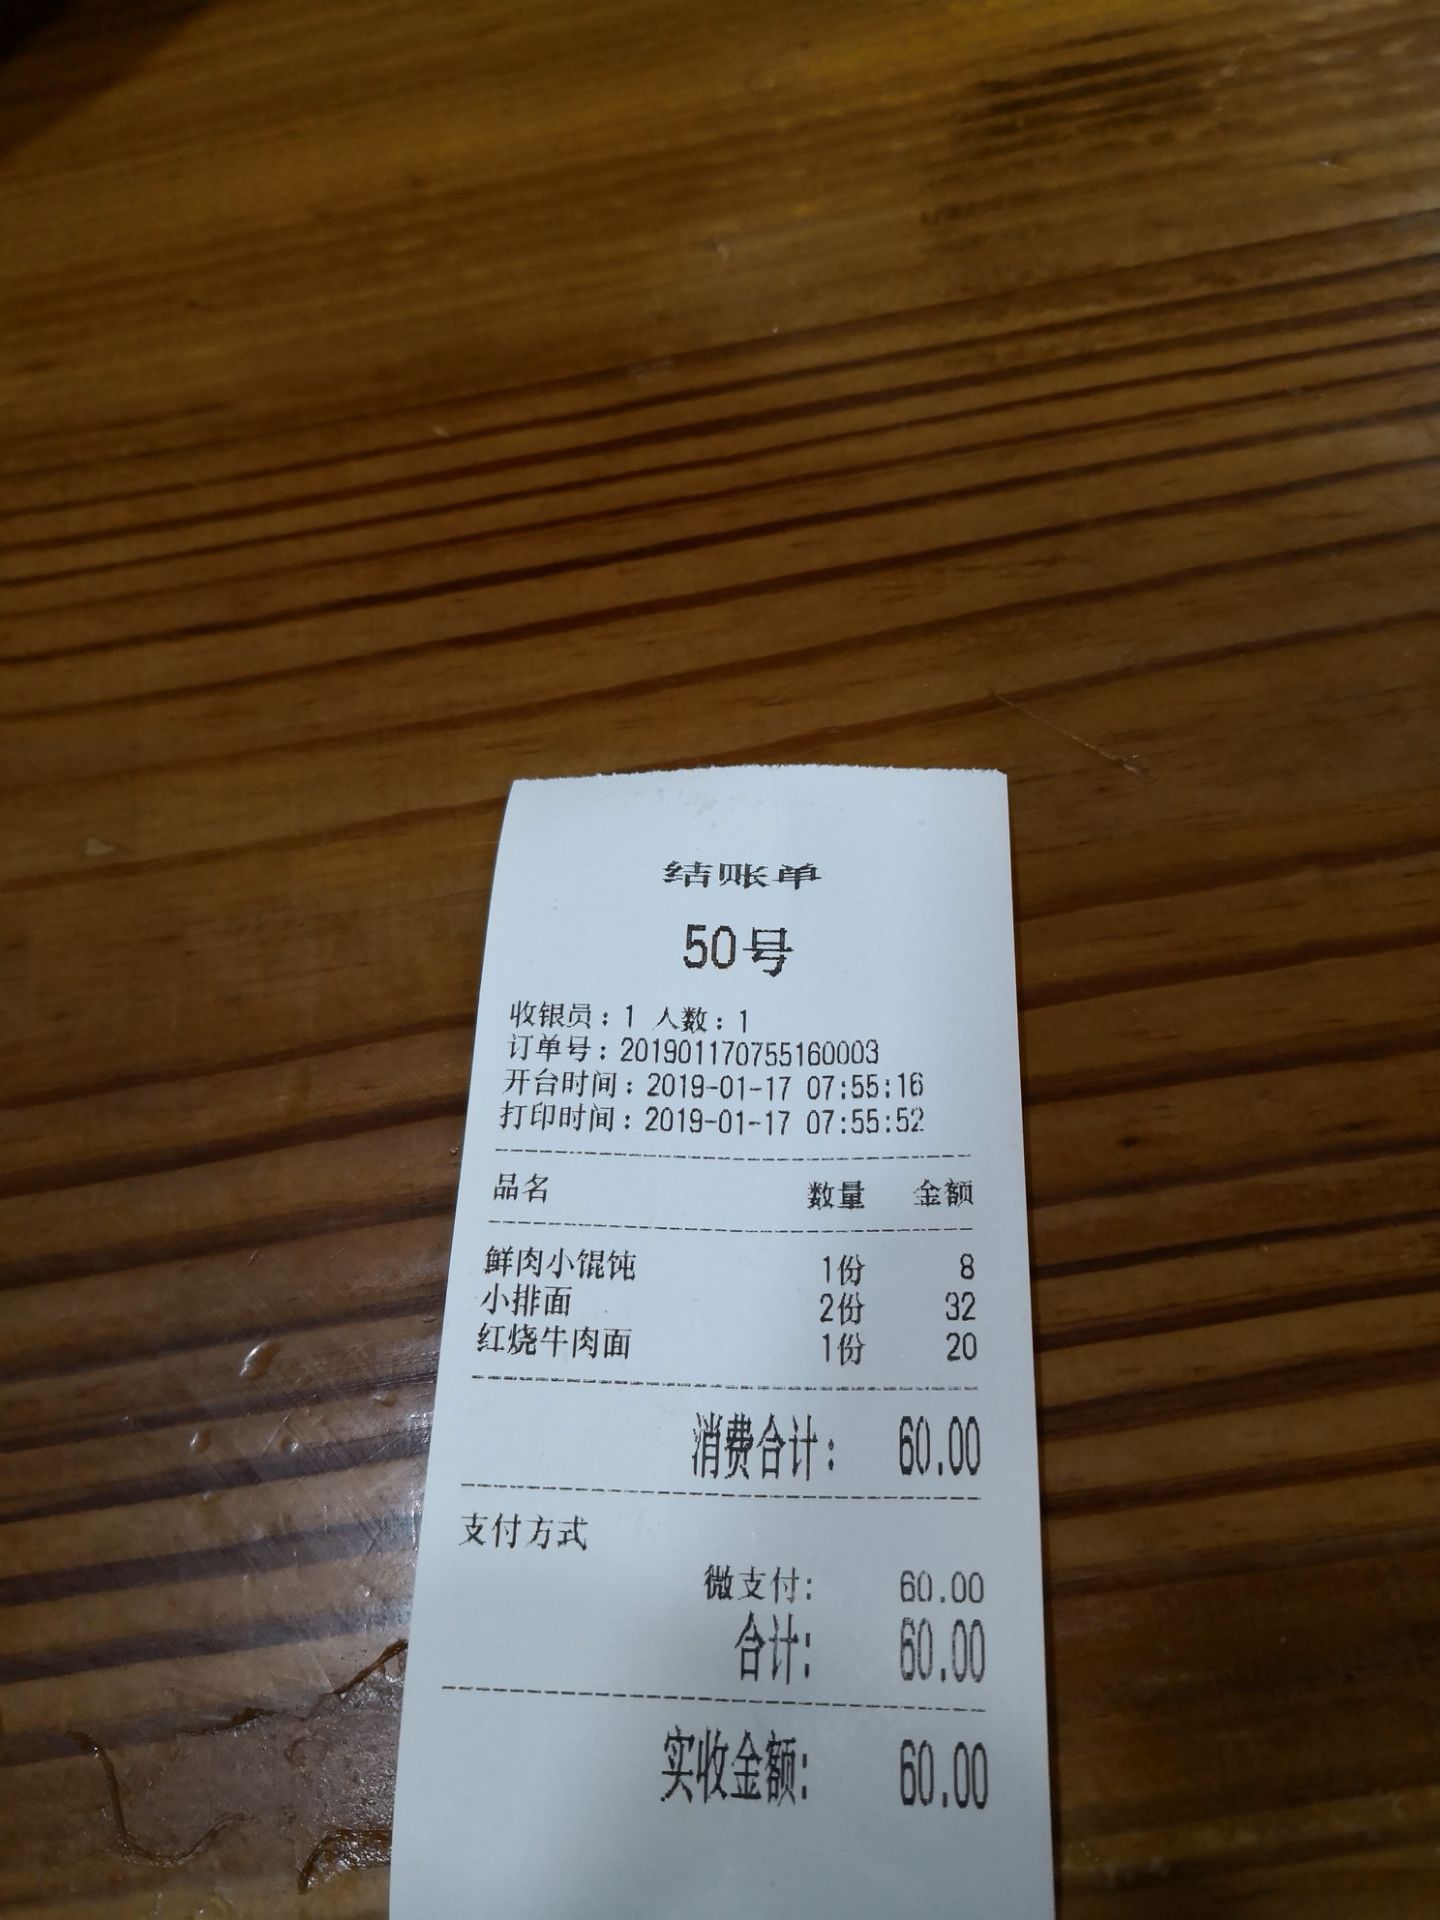 结账单
50号
收银员：1 人数：1
订单号：201901170755160003
开台时间：2019-01-17 07:55:16
打印时间：2019-01-17 07:55:52
品名 数量 金额
鲜肉小馄饨 1份 8
小排面 2份 32
红烧牛肉面 1份 20
消费合计： 60.00
支付方式
微支付: 60.00
合计: 60.00
实收金额: 60.00